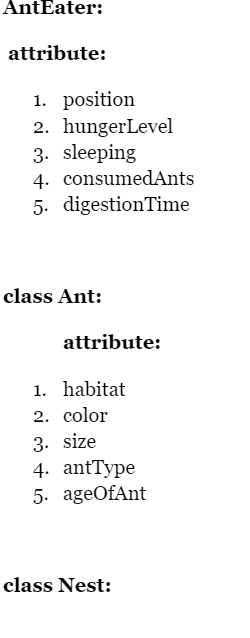 AntEater:
attribute:
1. position
2. hungerLevel
3. sleeping
4. consumedAnts
5. digestionTime
class Ant:
attribute:
1. habitat
2. color
3. size
4. antType
5. ageOfAnt
class Nest: